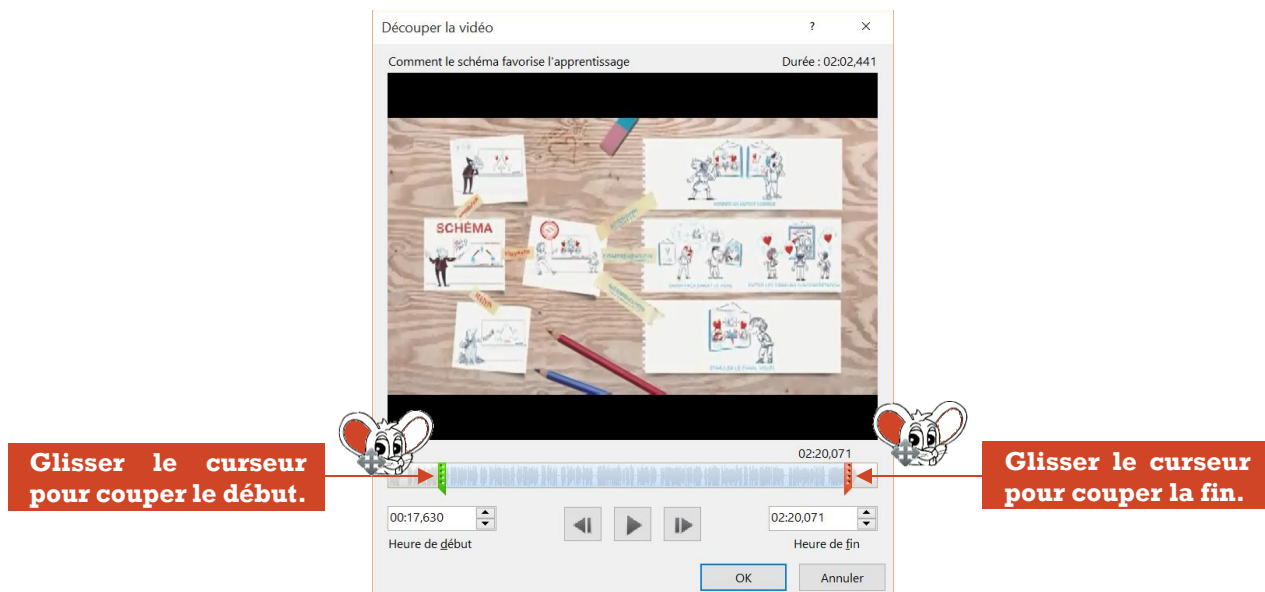 Découper la vidéo ? ×
Comment le schéma favorise l'apprentissage Durée : 02:02,441
SCHÉMA
02:20,071
Glisser le curseur
pour couper le début.
Glisser le curseur
pour couper la fin.
00:17,630 02:20,071
Heure de début Heure de fin
OK Annuler